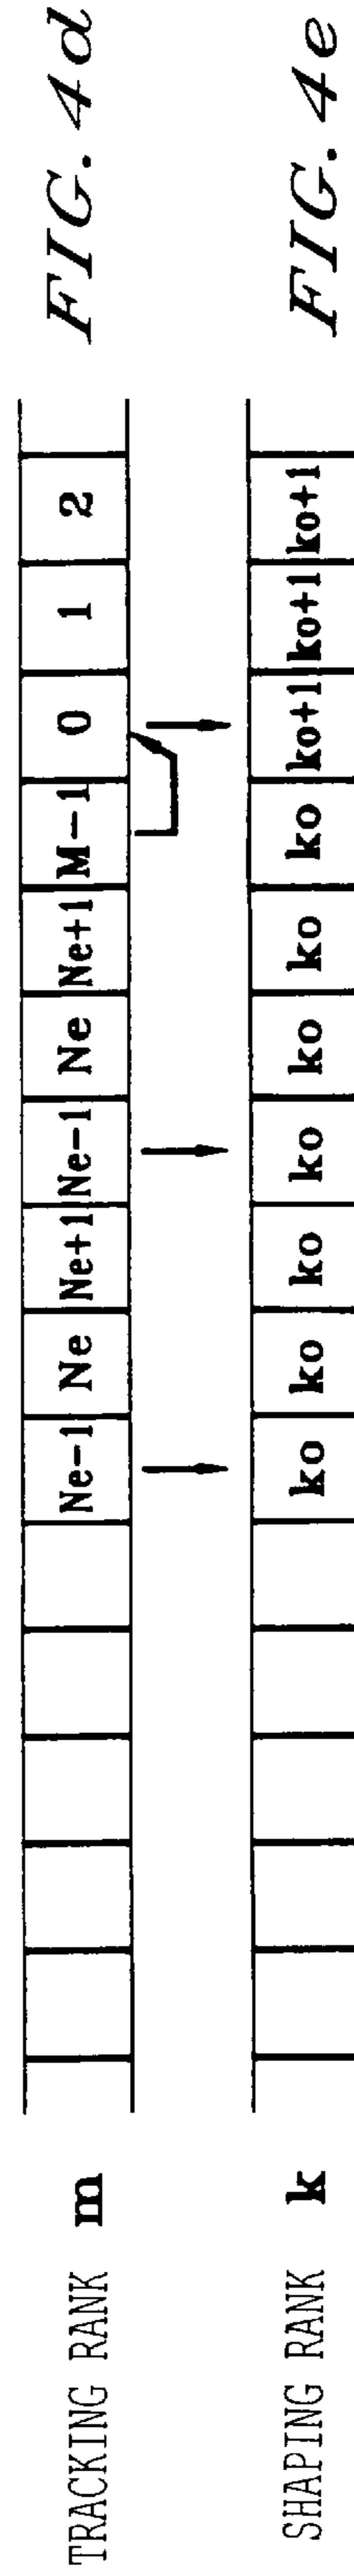 TRACKING RANK m Ne-1 Ne Ne+1 Ne-1 Ne Ne+1 M-1 0 1 2 FIG. 4d
SHAPING RANK k ko ko ko ko ko ko ko ko+1 ko+1 ko+1 FIG. 4e